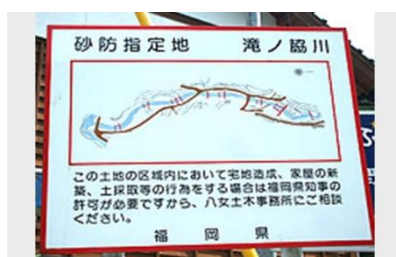 砂防指定地　滝ノ脇川
この土地の区域内において宅地造成、家屋の新
築、土採取等の行為をする場合は福岡県知事の
許可が必要ですから、八女土木事務所にご相談
ください。
福岡県